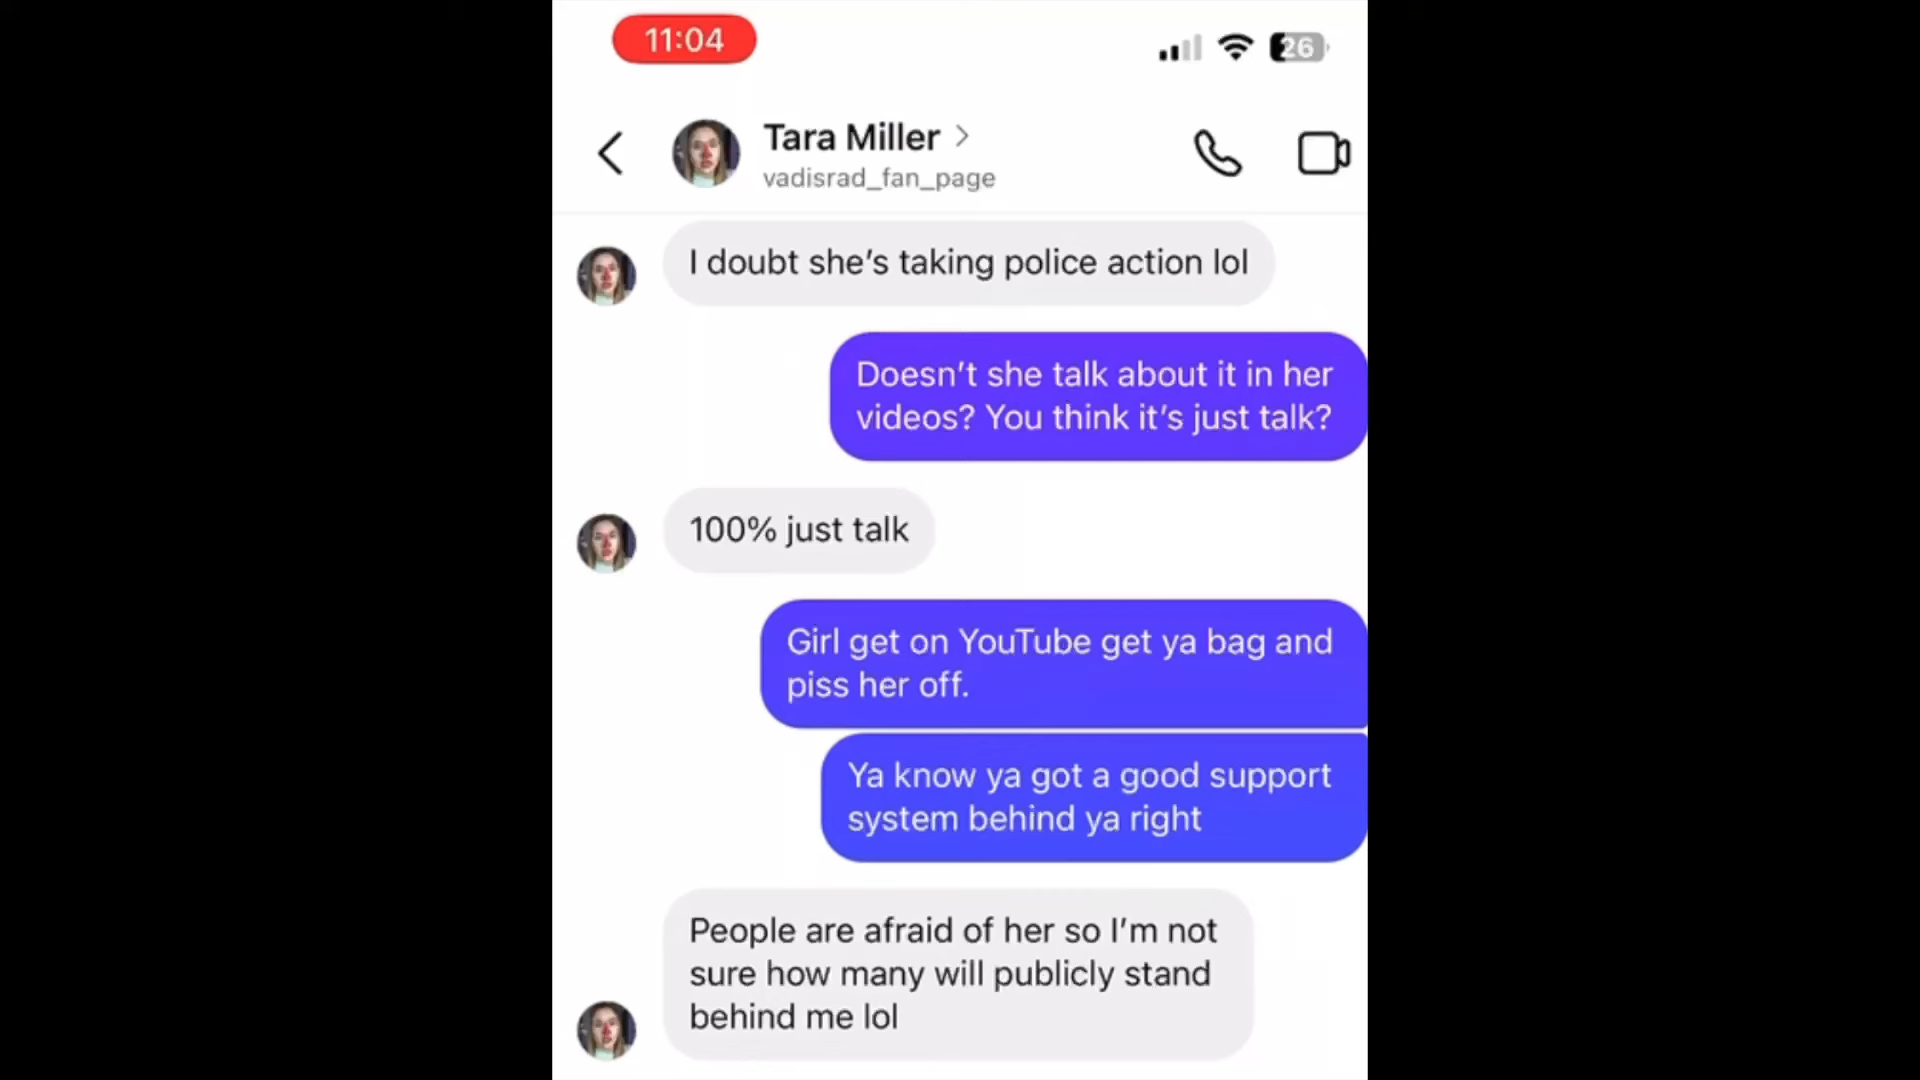 11:04
26
Tara Miller
vadisrad_fan_page
I doubt she's taking police action lol
Doesn't she talk about it in her
videos? You think it's just talk?
100% just talk
Girl get on YouTube get ya bag and
piss her off.
Ya know ya got a good support
system behind ya right
People are afraid of her so I'm not
sure how many will publicly stand
behind me lol